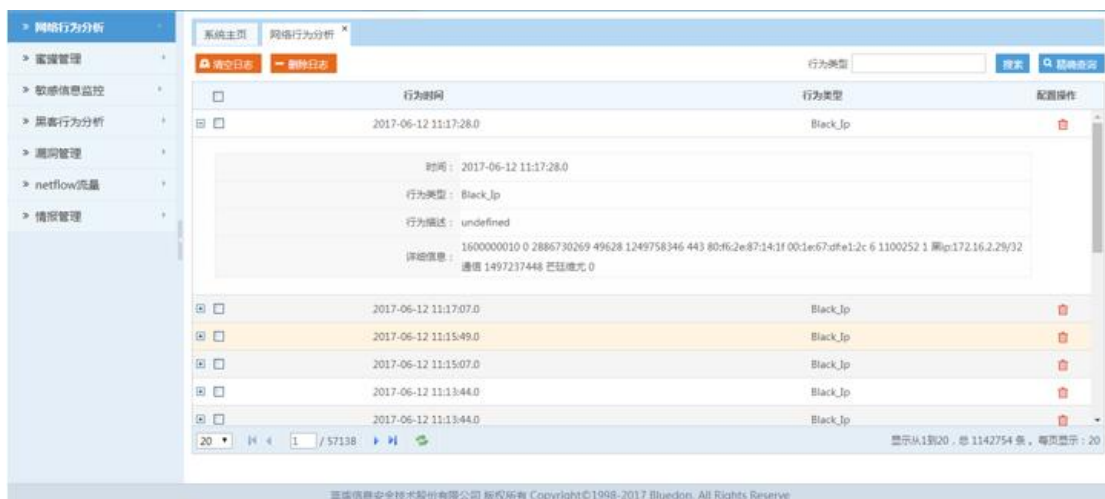 » 网络行为分析
» 蜜罐管理
» 敏感信息监控
» 黑客行为分析
» 漏洞管理
» netflow流量
» 情报管理
系统主页 网络行为分析 ×
清空日志 删除日志 行为类型 搜索 精确查询
行为时间 行为类型 配置操作
2017-06-12 11:17:28.0 Black_Ip
时间： 2017-06-12 11:17:28.0
行为类型： Black_Ip
行为描述： undefined
详细信息： 1600000010 0 2886730269 49628 1249758346 443 80:f6:2e:87:14:1f 00:1e:67:df:e1:2c 6 1100252 1 黑ip:172.16.2.29/32
通信 1497237448 芒廷维尤 0
2017-06-12 11:17:07.0 Black_Ip
2017-06-12 11:15:49.0 Black_Ip
2017-06-12 11:15:07.0 Black_Ip
2017-06-12 11:13:44.0 Black_Ip
2017-06-12 11:13:44.0 Black_Ip
20 1 / 57138 显示从1到20，总 1142754 条。每页显示：20
蓝盾信息安全技术股份有限公司 版权所有 Copyright©1998-2017 Bluedon. All Rights Reserve